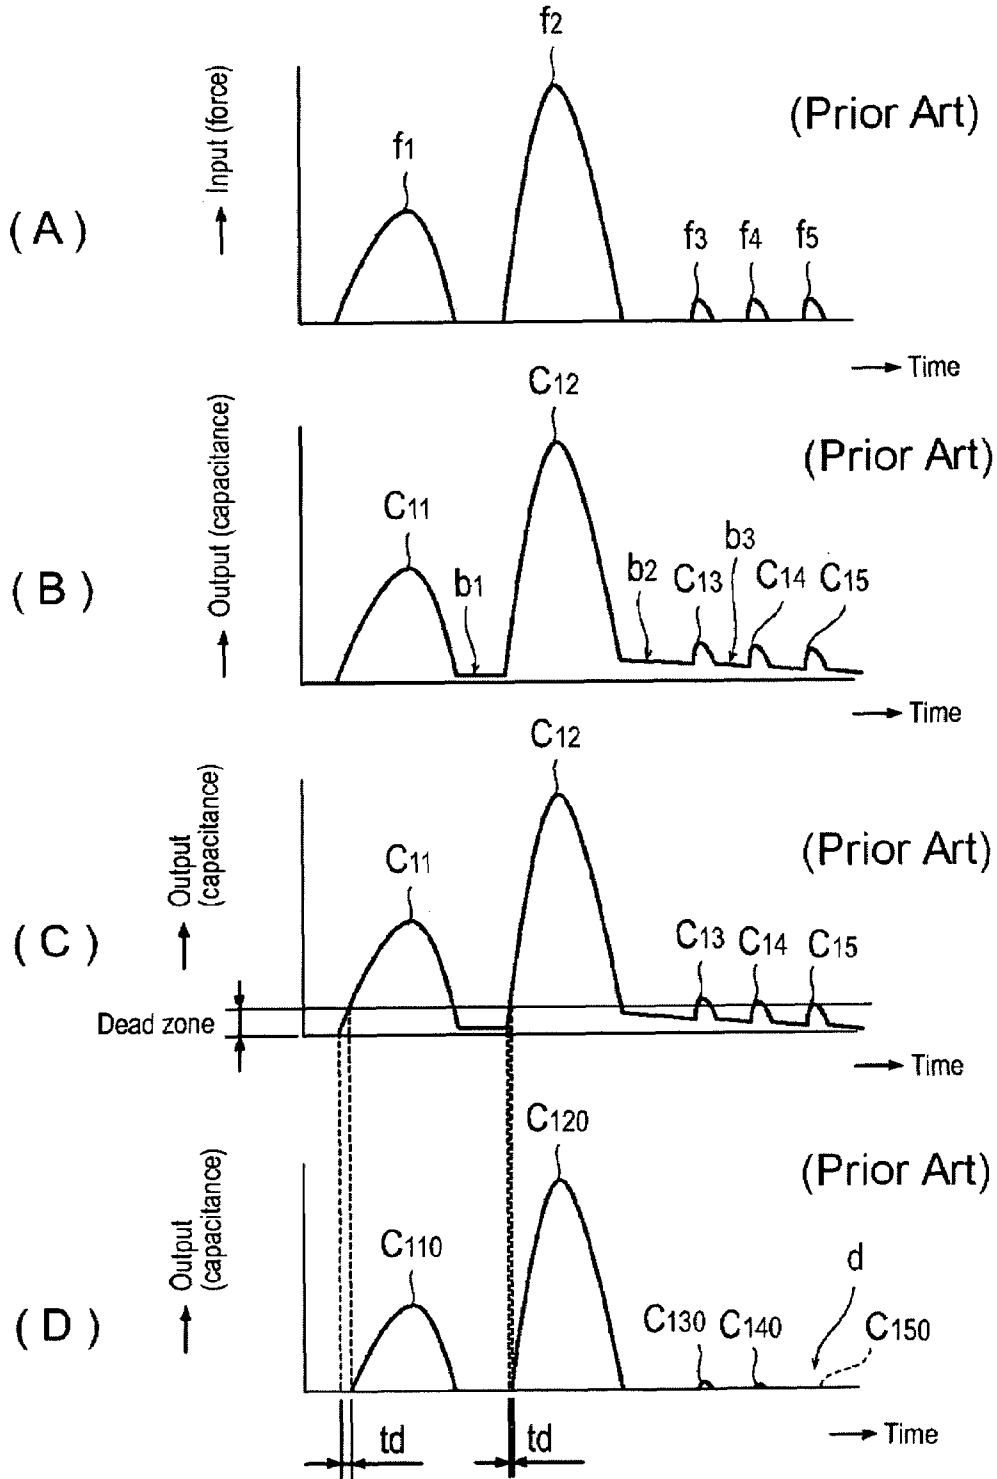 (A)
Input (force)
f1
f2
f3
f4
f5
(Prior Art)
Time
(B)
Output (capacitance)
C11
b1
C12
b2
C13
b3
C14
C15
(Prior Art)
Time
(C)
Output
(capacitance)
Dead zone
C11
C12
C13
C14
C15
(Prior Art)
Time
(D)
Output
(capacitance)
C110
C120
C130
C140
d
C150
(Prior Art)
td
td
Time